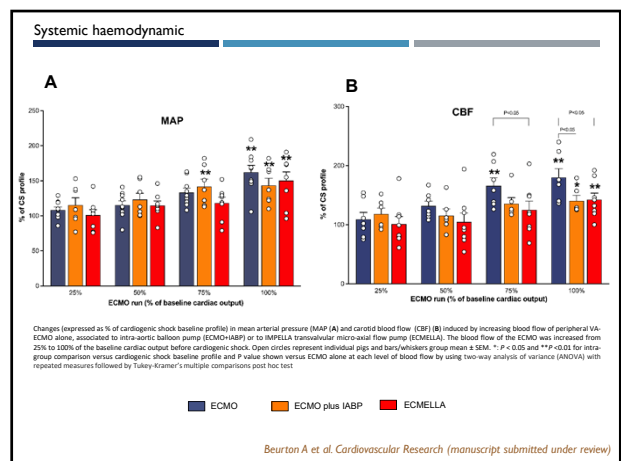 Systemic haemodynamic
A
B
MAP
CBF
% of CS profile
250
200
150
100
50
0
25%
50%
75%
100%
ECMO run (% of baseline cardiac output)
% of CS profile
300
200
100
0
P<0.05
P<0.05
P<0.05
**
**
**
**
**
**
*
**
25%
50%
75%
100%
ECMO run (% of baseline cardiac output)
Changes (expressed as % of cardiogenic shock baseline profile) in mean arterial pressure (MAP (A) and carotid blood flow (CBF) (B) induced by increasing blood flow of peripheral VA-
ECMO alone, associated to intra-aortic balloon pump (ECMO+IABP) or to IMPELLA transvalvular micro-axial flow pump (ECMELLA). The blood flow of the ECMO was increased from
25% to 100% of the baseline cardiac output before cardiogenic shock. Open circles represent individual pigs and bars/whiskers group mean ± SEM. *: P < 0.05 and **P <0.01 for intra-
group comparison versus cardiogenic shock baseline profile and P value shown versus ECMO alone at each level of blood flow by using two-way analysis of variance (ANOVA) with
repeated measures followed by Tukey-Kramer's multiple comparisons post hoc test
ECMO
ECMO plus IABP
ECMELLA
Beurton A et al. Cardiovascular Research (manuscript submitted under review)